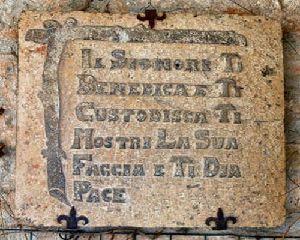 Il Signore Ti
Benedica e Ti
Custodisca Ti
Mostri La Sua
Faccia e Ti Dia
Pace